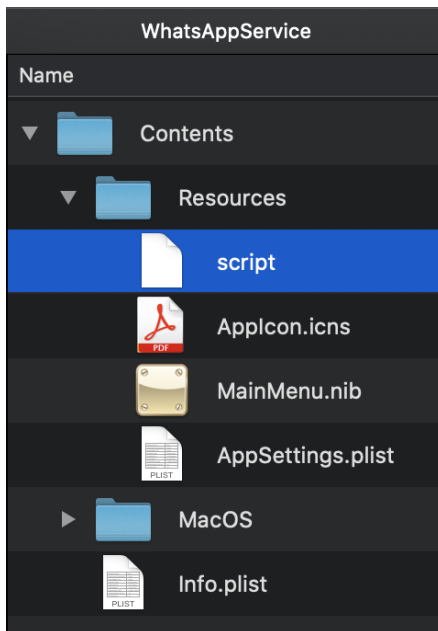 WhatsAppService
Name
Contents
Resources
script
AppIcon.icns
PDF
MainMenu.nib
AppSettings.plist
PLIST
MacOS
Info.plist
PLIST